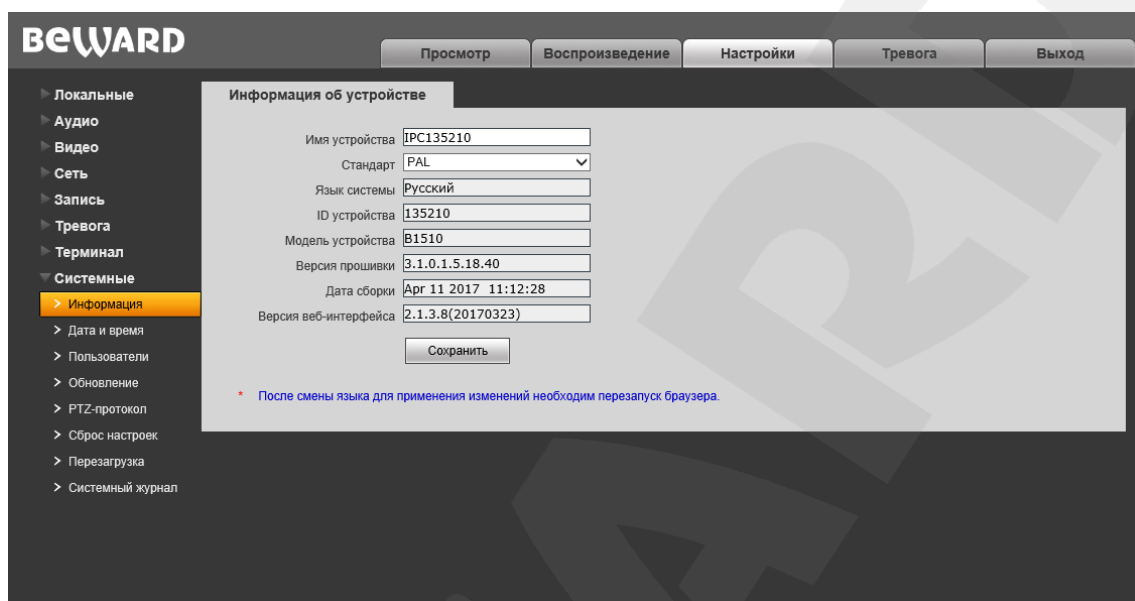 BEWARD
Просмотр Воспроизведение Настройки Тревога Выход
Локальные
Аудио
Видео
Сеть
Запись
Тревога
Терминал
Системные
Информация
Дата и время
Пользователи
Обновление
PTZ-протокол
Сброс настроек
Перезагрузка
Системный журнал
Информация об устройстве
Имя устройства IPC135210
Стандарт PAL
Язык системы Русский
ID устройства 135210
Модель устройства B1510
Версия прошивки 3.1.0.1.5.18.40
Дата сборки Apr 11 2017 11:12:28
Версия веб-интерфейса 2.1.3.8(20170323)
Сохранить
* После смены языка для применения изменений необходим перезапуск браузера.